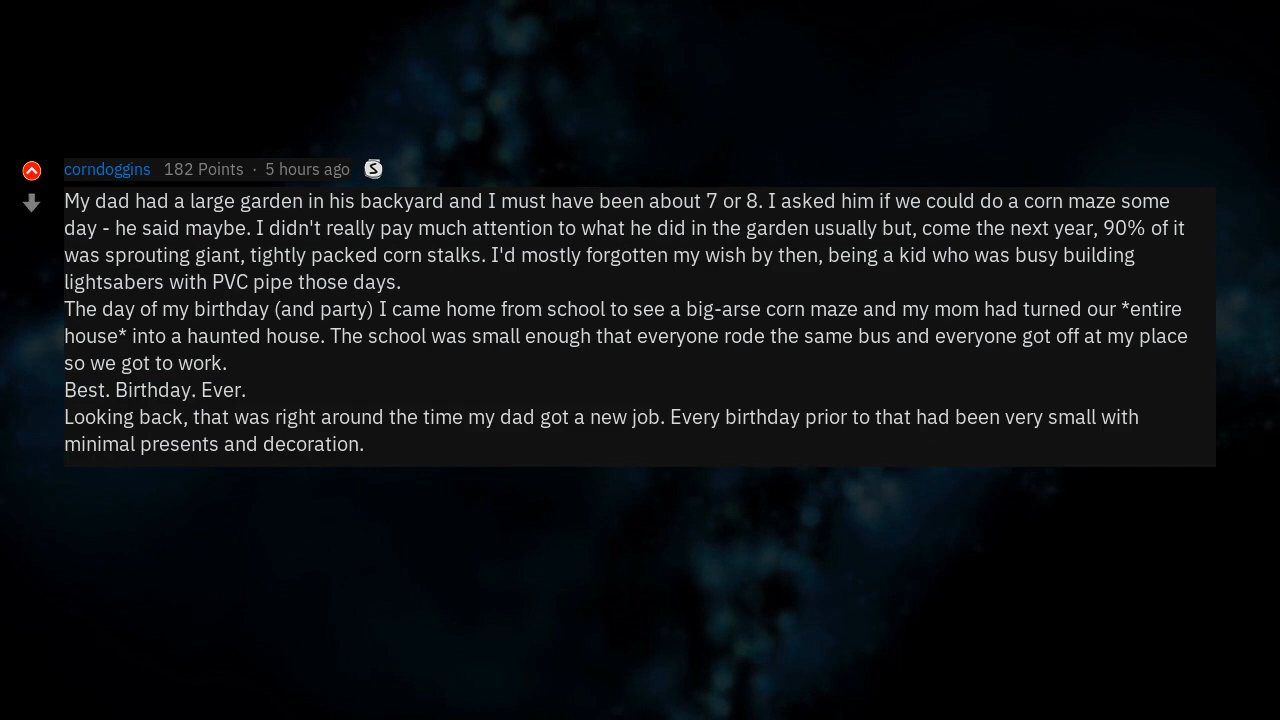 corndoggins 182 Points · 5 hours ago S
My dad had a large garden in his backyard and I must have been about 7 or 8. I asked him if we could do a corn maze some
day - he said maybe. I didn't really pay much attention to what he did in the garden usually but, come the next year, 90% of it
was sprouting giant, tightly packed corn stalks. I'd mostly forgotten my wish by then, being a kid who was busy building
lightsabers with PVC pipe those days.
The day of my birthday (and party) I came home from school to see a big-arse corn maze and my mom had turned our *entire
house* into a haunted house. The school was small enough that everyone rode the same bus and everyone got off at my place
so we got to work.
Best. Birthday. Ever.
Looking back, that was right around the time my dad got a new job. Every birthday prior to that had been very small with
minimal presents and decoration.